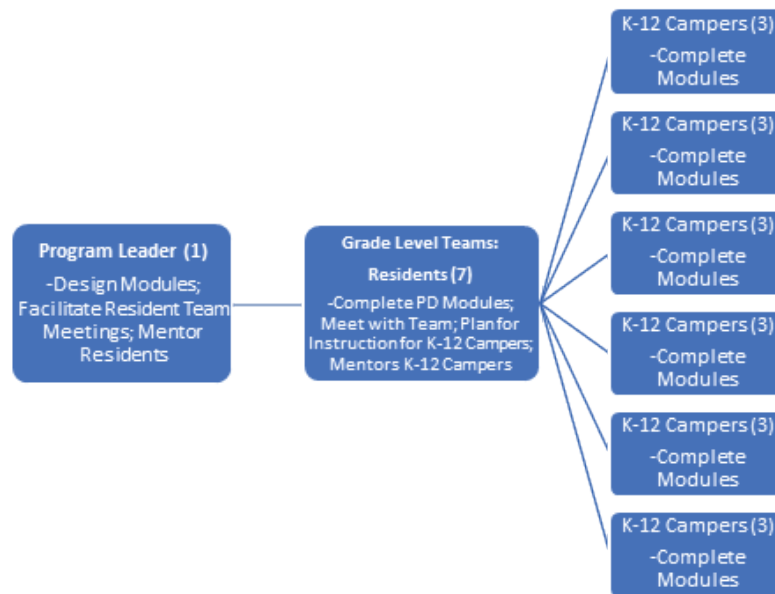 Program Leader (1)
-Design Modules;
Facilitate Resident Team
Meetings; Mentor
Residents
Grade Level Teams:
Residents (7)
-Complete PD Modules;
Meet with Team; Plan for
Instruction for K-12 Campers;
Mentors K-12 Campers
K-12 Campers (3)
-Complete
Modules
K-12 Campers (3)
-Complete
Modules
K-12 Campers (3)
-Complete
Modules
K-12 Campers (3)
-Complete
Modules
K-12 Campers (3)
-Complete
Modules
K-12 Campers (3)
-Complete
Modules